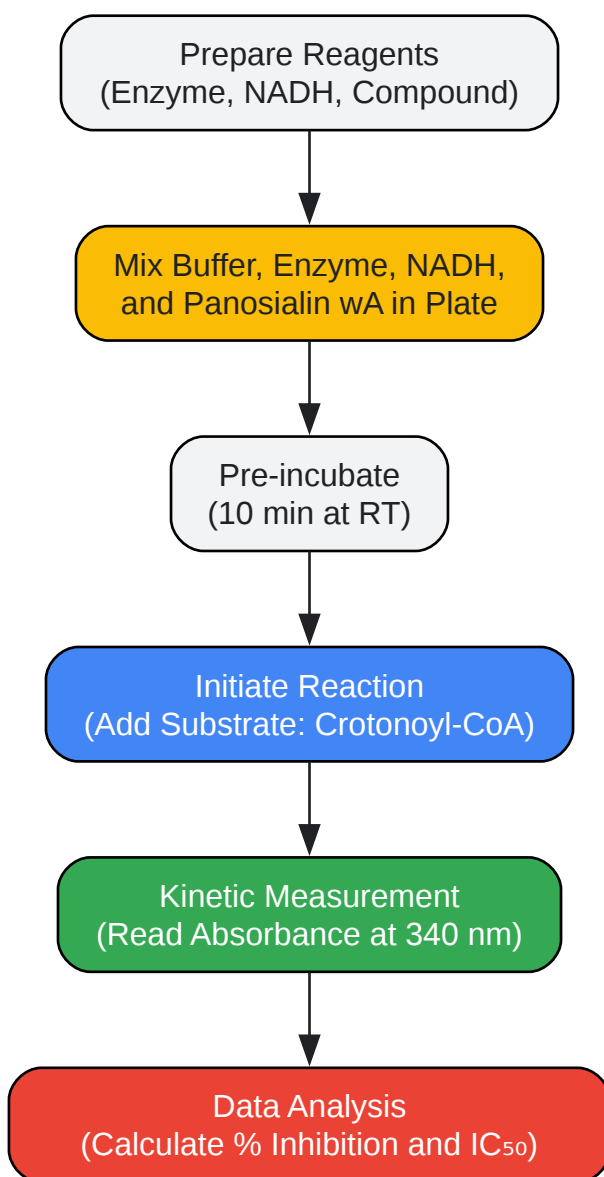 Prepare Reagents
(Enzyme, NADH, Compound)
Mix Buffer, Enzyme, NADH,
and Panosialin wA in Plate
Pre-incubate
(10 min at RT)
Initiate Reaction
(Add Substrate: Crotonoyl-CoA)
Kinetic Measurement
(Read Absorbance at 340 nm)
Data Analysis
(Calculate % Inhibition and IC₅₀)